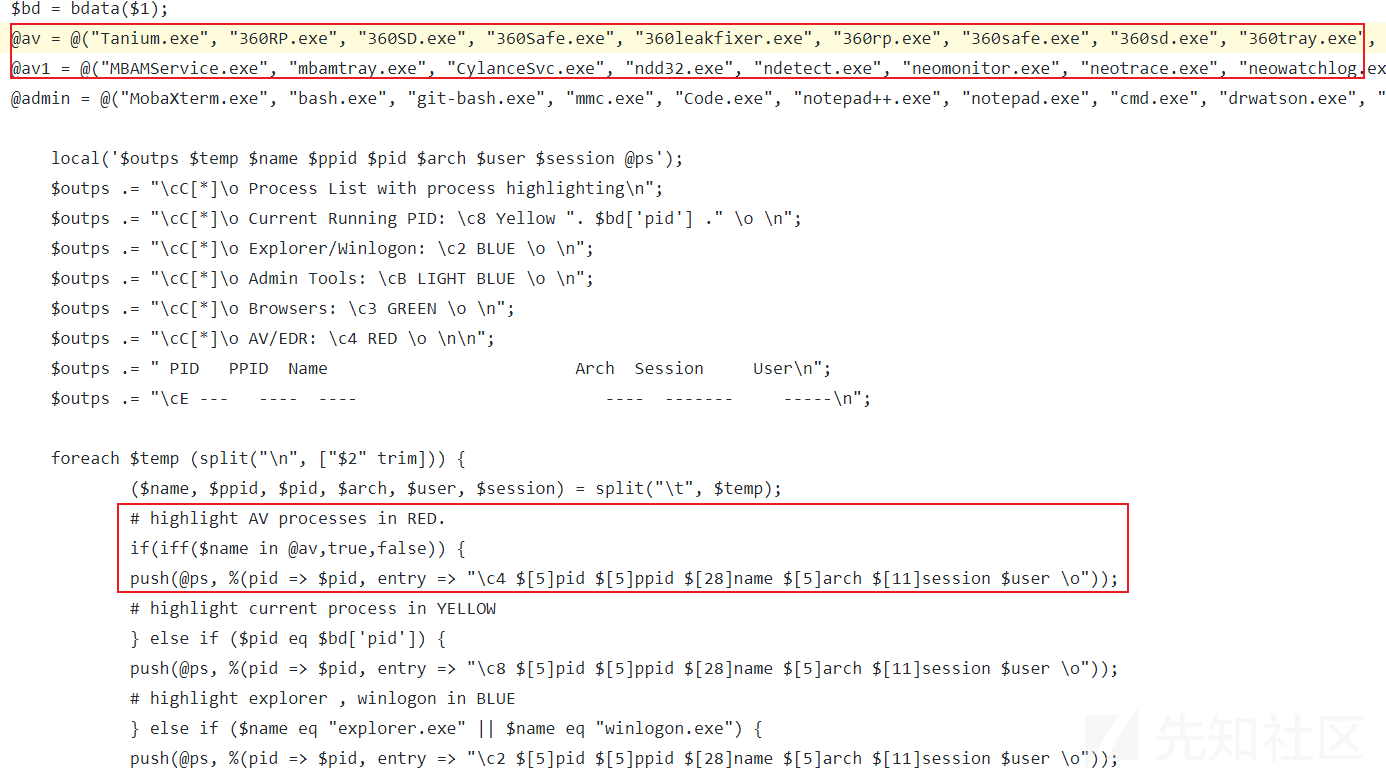 $bd = bdata($1);
@av = @("Tanium.exe", "360RP.exe", "360SD.exe", "360Safe.exe", "360leakfixer.exe", "360rp.exe", "360safe.exe", "360sd.exe", "360tray.exe",
@av1 = @("MBAMService.exe", "mbamtray.exe", "CylanceSvc.exe", "ndd32.exe", "ndetect.exe", "neomonitor.exe", "neotrace.exe", "neowatchlog.ex
@admin = @("MobaXterm.exe", "bash.exe", "git-bash.exe", "mmc.exe", "Code.exe", "notepad++.exe", "notepad.exe", "cmd.exe", "drwatson.exe", "
local('$outps $temp $name $ppid $pid $arch $user $session @ps');
$outps .= "\cC[*]\o Process List with process highlighting\n";
$outps .= "\cC[*]\o Current Running PID: \c8 Yellow ". $bd['pid'] ." \o \n";
$outps .= "\cC[*]\o Explorer/Winlogon: \c2 BLUE \o \n";
$outps .= "\cC[*]\o Admin Tools: \cB LIGHT BLUE \o \n";
$outps .= "\cC[*]\o Browsers: \c3 GREEN \o \n";
$outps .= "\cC[*]\o AV/EDR: \c4 RED \o \n\n";
$outps .= " PID   PPID  Name                         Arch  Session     User\n";
$outps .= "\cE ---   ----  ----                         ----  -------     -----\n";
foreach $temp (split("\n", ["$2" trim])) {
($name, $ppid, $pid, $arch, $user, $session) = split("\t", $temp);
# highlight AV processes in RED.
if(iff($name in @av,true,false)) {
push(@ps, %(pid => $pid, entry => "\c4 $[5]pid $[5]ppid $[28]name $[5]arch $[11]session $user \o"));
# highlight current process in YELLOW
} else if ($pid eq $bd['pid']) {
push(@ps, %(pid => $pid, entry => "\c8 $[5]pid $[5]ppid $[28]name $[5]arch $[11]session $user \o"));
# highlight explorer , winlogon in BLUE
} else if ($name eq "explorer.exe" || $name eq "winlogon.exe") {
push(@ps, %(pid => $pid, entry => "\c2 $[5]pid $[5]ppid $[28]name $[5]arch $[11]session $user \o"));
先知社区